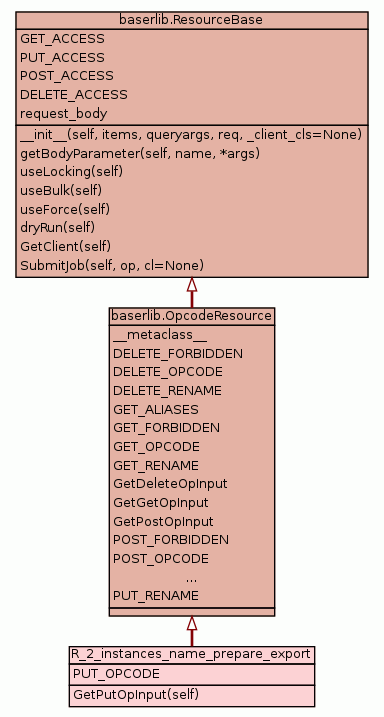 baserlib.ResourceBase
GET_ACCESS
PUT_ACCESS
POST_ACCESS
DELETE_ACCESS
request_body
__init__(self, items, queryargs, req, _client_cls=None)
getBodyParameter(self, name, *args)
useLocking(self)
useBulk(self)
useForce(self)
dryRun(self)
GetClient(self)
SubmitJob(self, op, cl=None)
baserlib.OpcodeResource
__metaclass__
DELETE_FORBIDDEN
DELETE_OPCODE
DELETE_RENAME
GET_ALIASES
GET_FORBIDDEN
GET_OPCODE
GET_RENAME
GetDeleteOpInput
GetGetOpInput
GetPostOpInput
POST_FORBIDDEN
POST_OPCODE
...
PUT_RENAME
R_2_instances_name_prepare_export
PUT_OPCODE
GetPutOpInput(self)